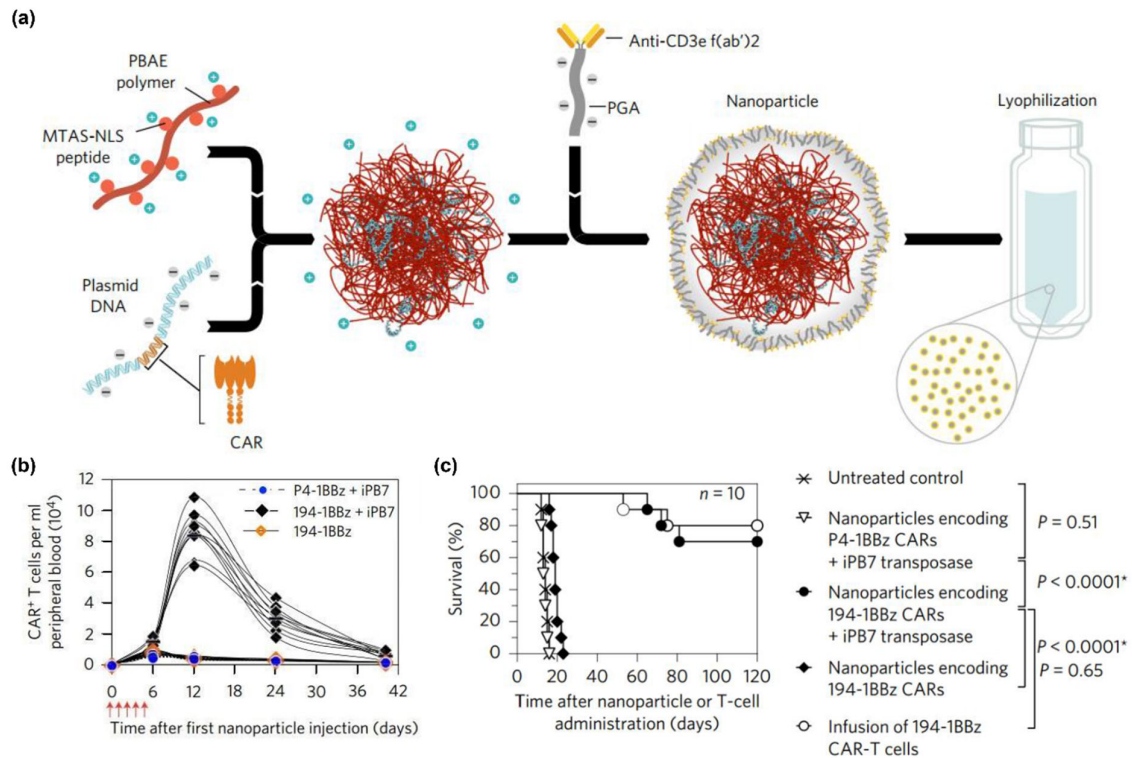 (a)
PBAE
polymer
MTAS-NLS
peptide
Plasmid
DNA
CAR
Anti-CD3e f(ab')2
PGA
Nanoparticle
Lyophilization
(b)
CAR+ T cells per ml
peripheral blood (10⁴)
12
10
8
6
4
2
0
P4-1BBz + iPB7
194-1BBz + iPB7
194-1BBz
0 6 12 18 24 30 36 42
Time after first nanoparticle injection (days)
(c)
Survival (%)
100
80
60
40
20
0
n = 10
0 20 40 60 80 100 120
Time after nanoparticle or T-cell
administration (days)
Untreated control
Nanoparticles encoding
P4-1BBz CARs
+ iPB7 transposase
Nanoparticles encoding
194-1BBz CARs
+ iPB7 transposase
Nanoparticles encoding
194-1BBz CARs
Infusion of 194-1BBz
CAR-T cells
P = 0.51
P < 0.0001*
P < 0.0001*
P = 0.65